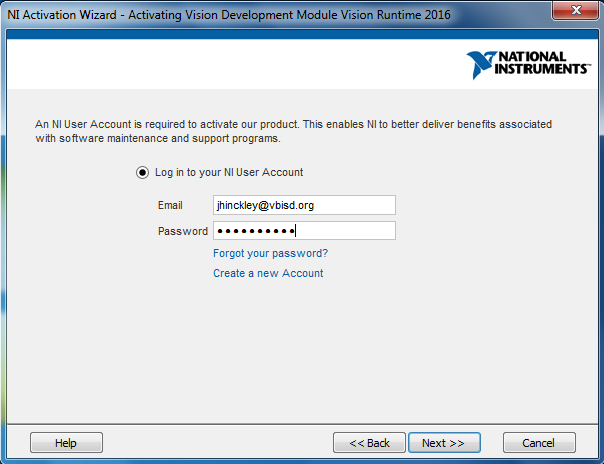 NI Activation Wizard - Activating Vision Development Module Vision Runtime 2016
NATIONAL
INSTRUMENTS™
An NI User Account is required to activate our product. This enables NI to better deliver benefits associated
with software maintenance and support programs.
Log in to your NI User Account
Email jhinckley@vbisd.org
Password ●●●●●●●●●●
Forgot your password?
Create a new Account
Help << Back Next >> Cancel